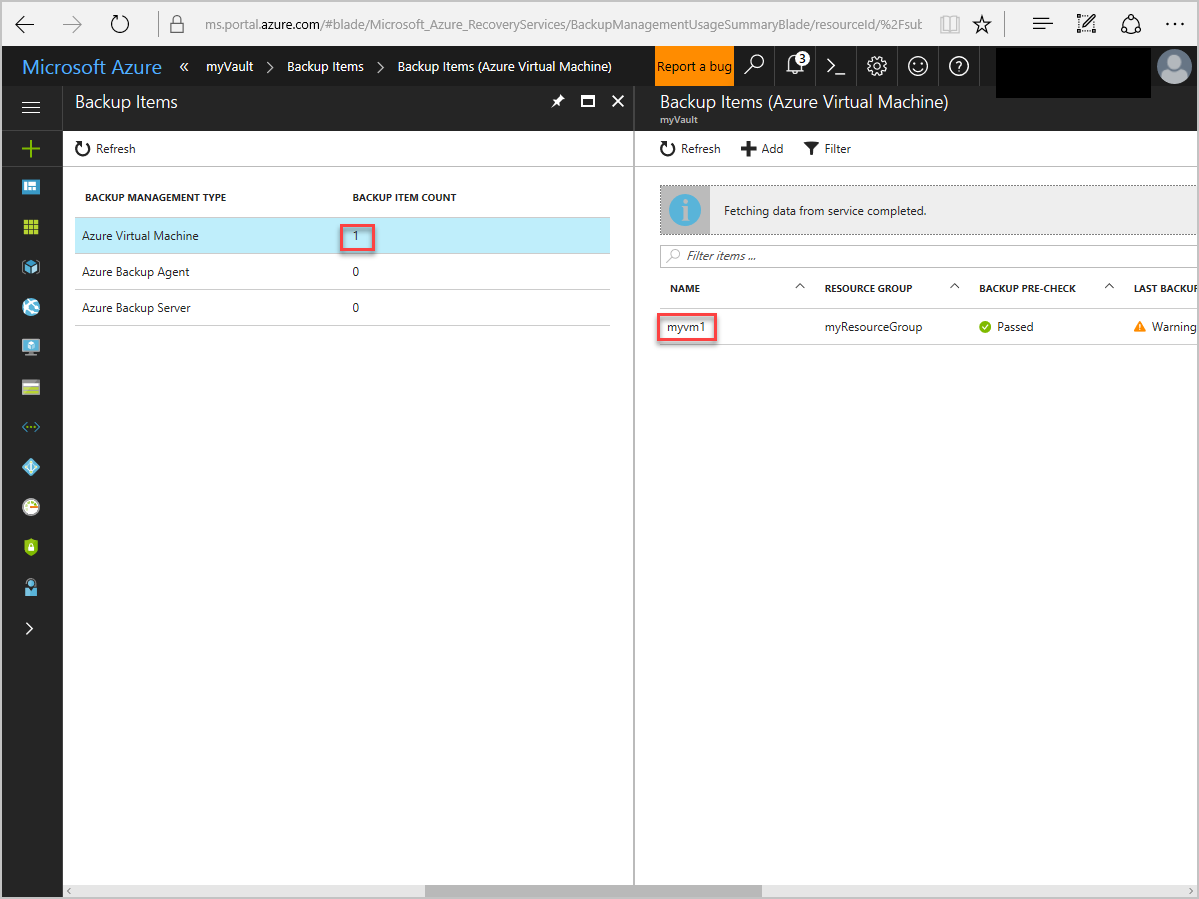 ms.portal.azure.com/#blade/Microsoft_Azure_RecoveryServices/BackupManagementUsageSummaryBlade/resourceId/%2Fsub
Microsoft Azure « myVault > Backup Items > Backup Items (Azure Virtual Machine) Report a bug 3
Backup Items
Backup Items (Azure Virtual Machine)
myVault
Refresh
Refresh Add Filter
BACKUP MANAGEMENT TYPE BACKUP ITEM COUNT
Azure Virtual Machine 1
Azure Backup Agent 0
Azure Backup Server 0
Fetching data from service completed.
Filter items ...
NAME RESOURCE GROUP BACKUP PRE-CHECK LAST BACKUP
myvm1 myResourceGroup Passed Warning